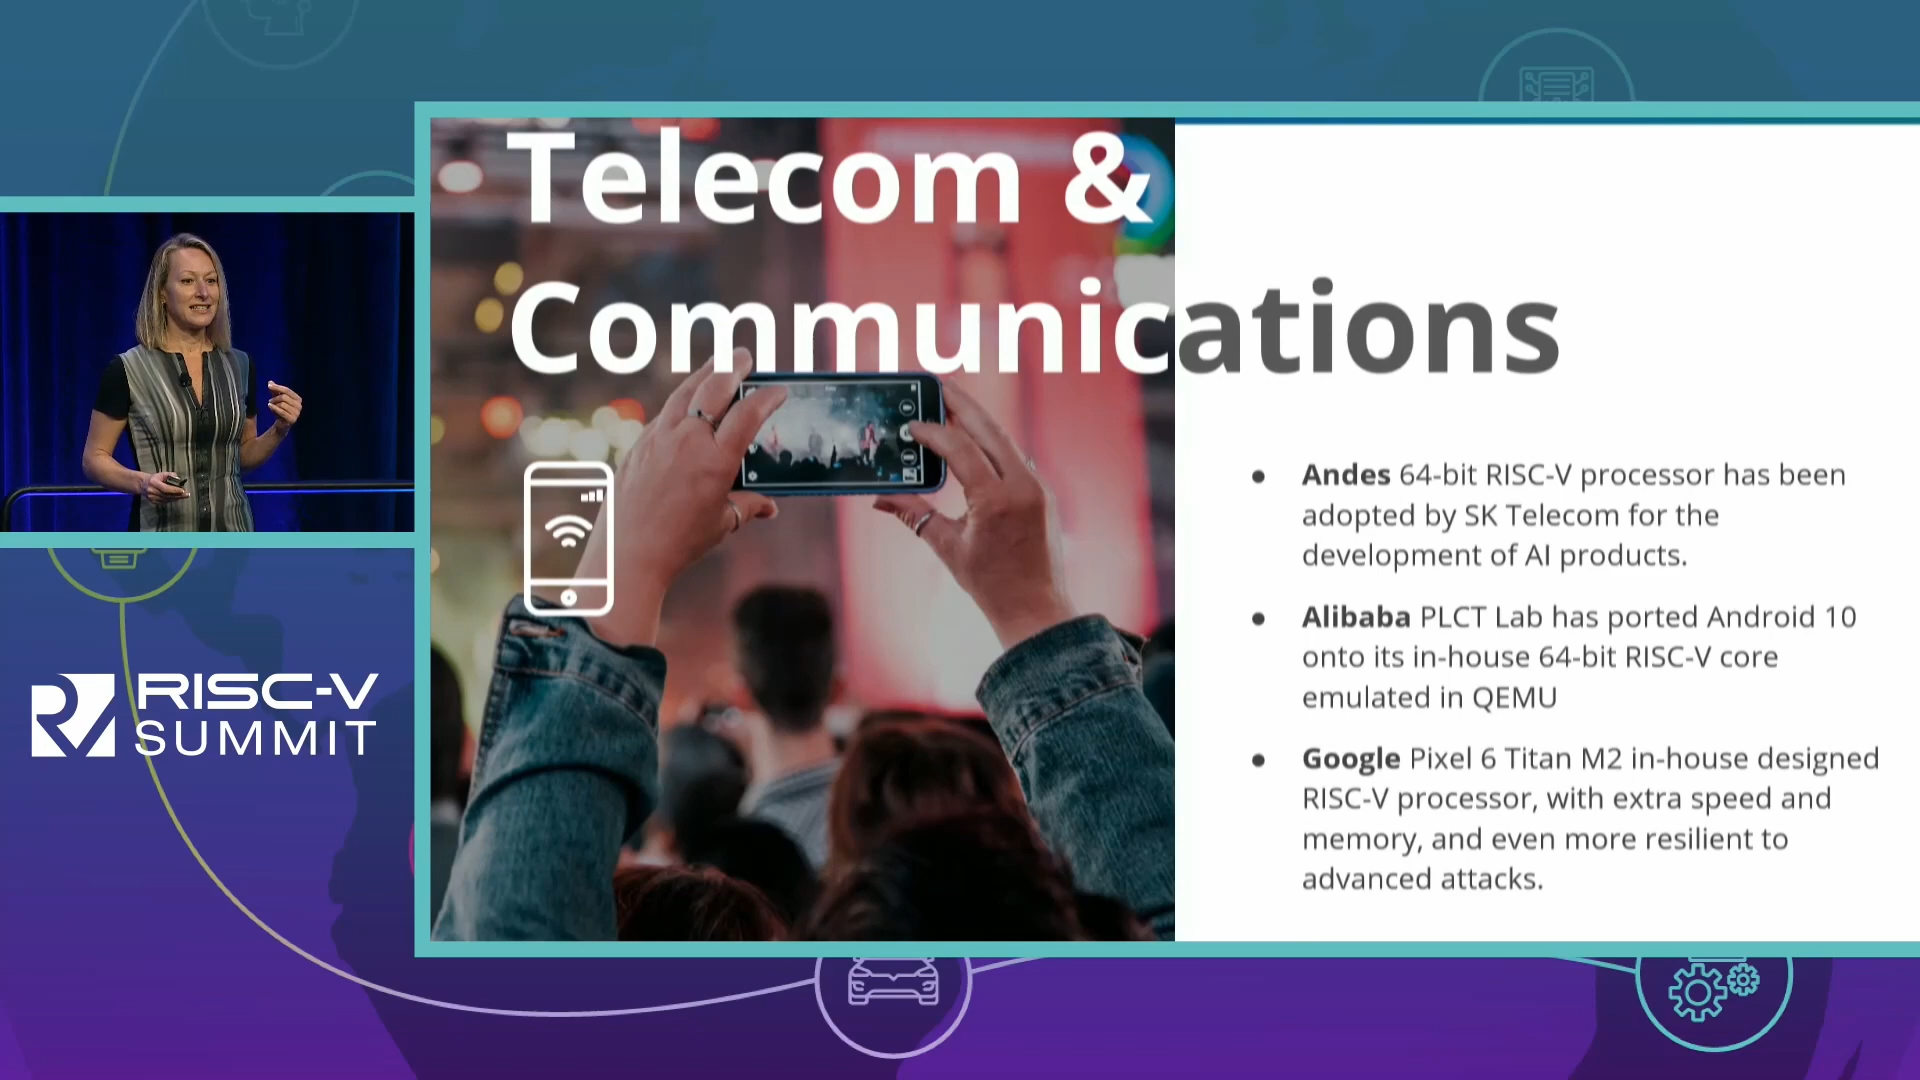 Telecom &
Communications
● Andes 64-bit RISC-V processor has been
adopted by SK Telecom for the
development of AI products.
● Alibaba PLCT Lab has ported Android 10
onto its in-house 64-bit RISC-V core
emulated in QEMU
● Google Pixel 6 Titan M2 in-house designed
RISC-V processor, with extra speed and
memory, and even more resilient to
advanced attacks.
RISC-V
SUMMIT